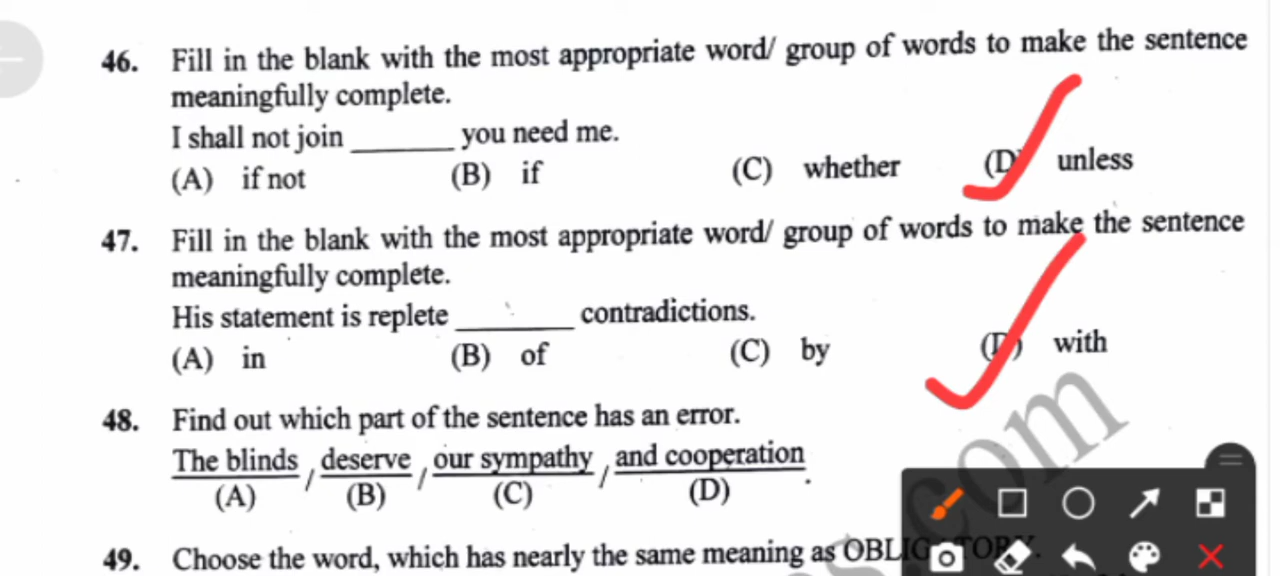 46. Fill in the blank with the most appropriate word/ group of words to make the sentence
meaningfully complete.
I shall not join ______ you need me.
(A) if not (B) if (C) whether (D) unless
47. Fill in the blank with the most appropriate word/ group of words to make the sentence
meaningfully complete.
His statement is replete ______ contradictions.
(A) in (B) of (C) by (D) with
48. Find out which part of the sentence has an error.
The blinds / deserve / our sympathy / and cooperation .
(A) (B) (C) (D)
49. Choose the word, which has nearly the same meaning as OBLIGATORY.
.com